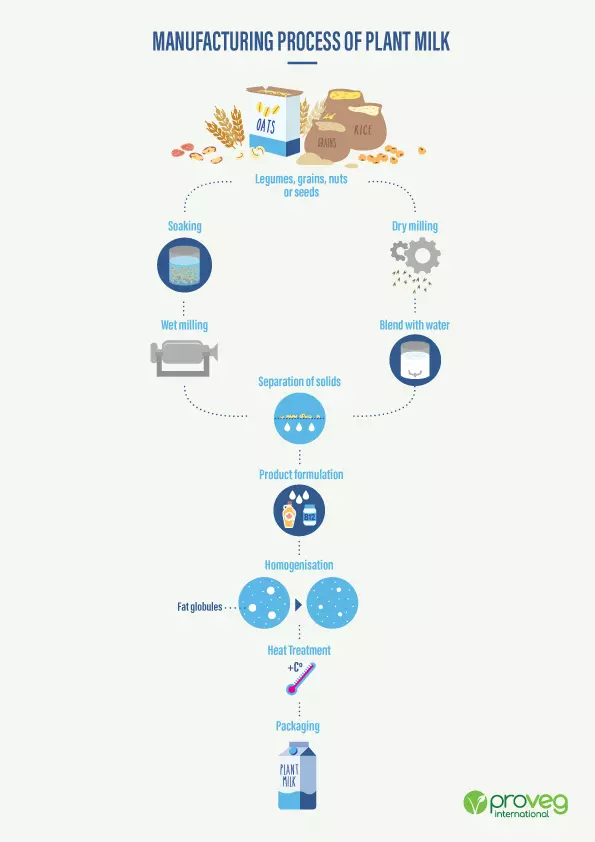 MANUFACTURING PROCESS OF PLANT MILK
OATS
GRAINS
RICE
Legumes, grains, nuts
or seeds
Soaking
Dry milling
Wet milling
Blend with water
Separation of solids
Product formulation
B12
Homogenisation
Fat globules
Heat Treatment
+C°
Packaging
PLANT
MILK
proveg
international